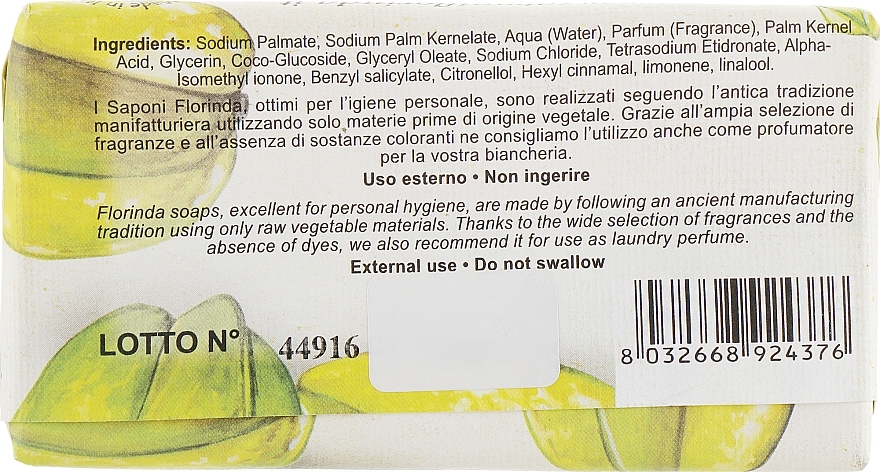 Ingredients: Sodium Palmate, Sodium Palm Kernelate, Aqua (Water), Parfum (Fragrance), Palm Kernel
Acid, Glycerin, Coco-Glucoside, Glyceryl Oleate, Sodium Chloride, Tetrasodium Etidronate, Alpha-
Isomethyl ionone, Benzyl salicylate, Citronellol, Hexyl cinnamal, limonene, linalool.
I Saponi Florinda, ottimi per l'igiene personale, sono realizzati seguendo l'antica tradizione
manifatturiera utilizzando solo materie prime di origine vegetale. Grazie all'ampia selezione di
fragranze e all'assenza di sostanze coloranti ne consigliamo l'utilizzo anche come profumatore
per la vostra biancheria.
Uso esterno • Non ingerire
Florinda soaps, excellent for personal hygiene, are made by following an ancient manufacturing
tradition using only raw vegetable materials. Thanks to the wide selection of fragrances and the
absence of dyes, we also recommend it for use as laundry perfume.
External use • Do not swallow
LOTTO N° 44916
8 032668 924376